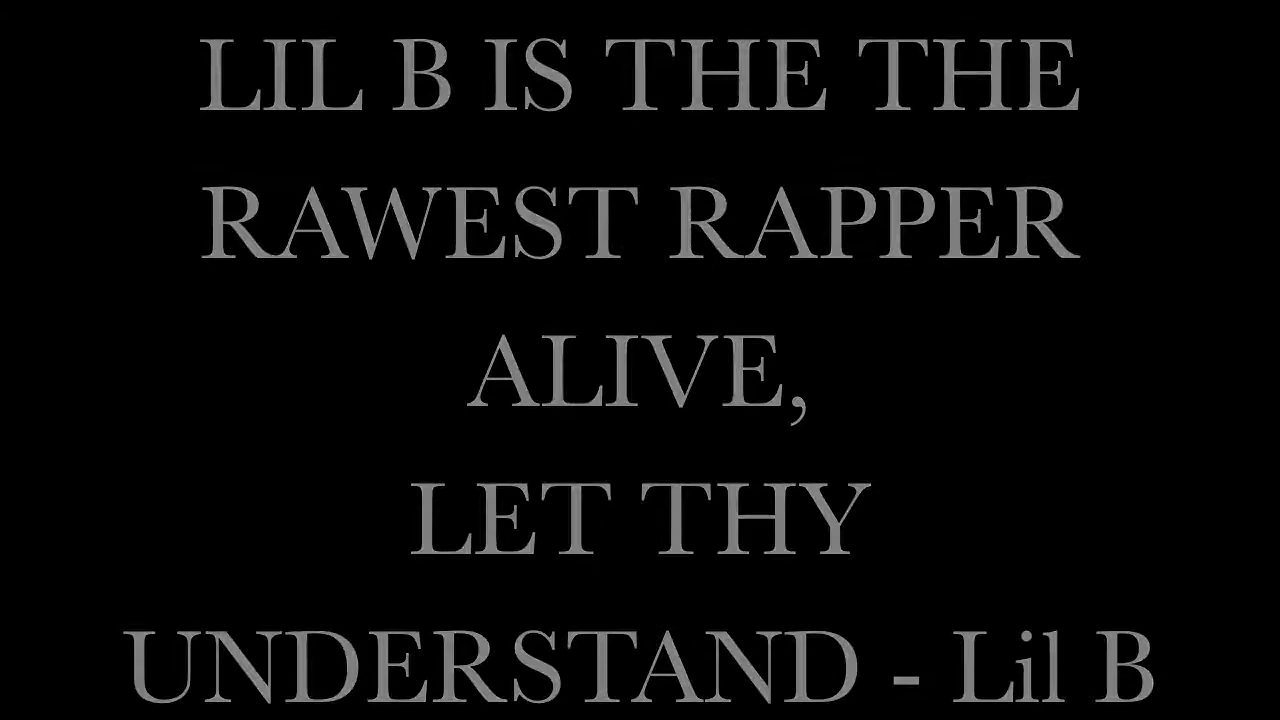 LIL B IS THE THE
RAWEST RAPPER
ALIVE,
LET THY
UNDERSTAND - Lil B